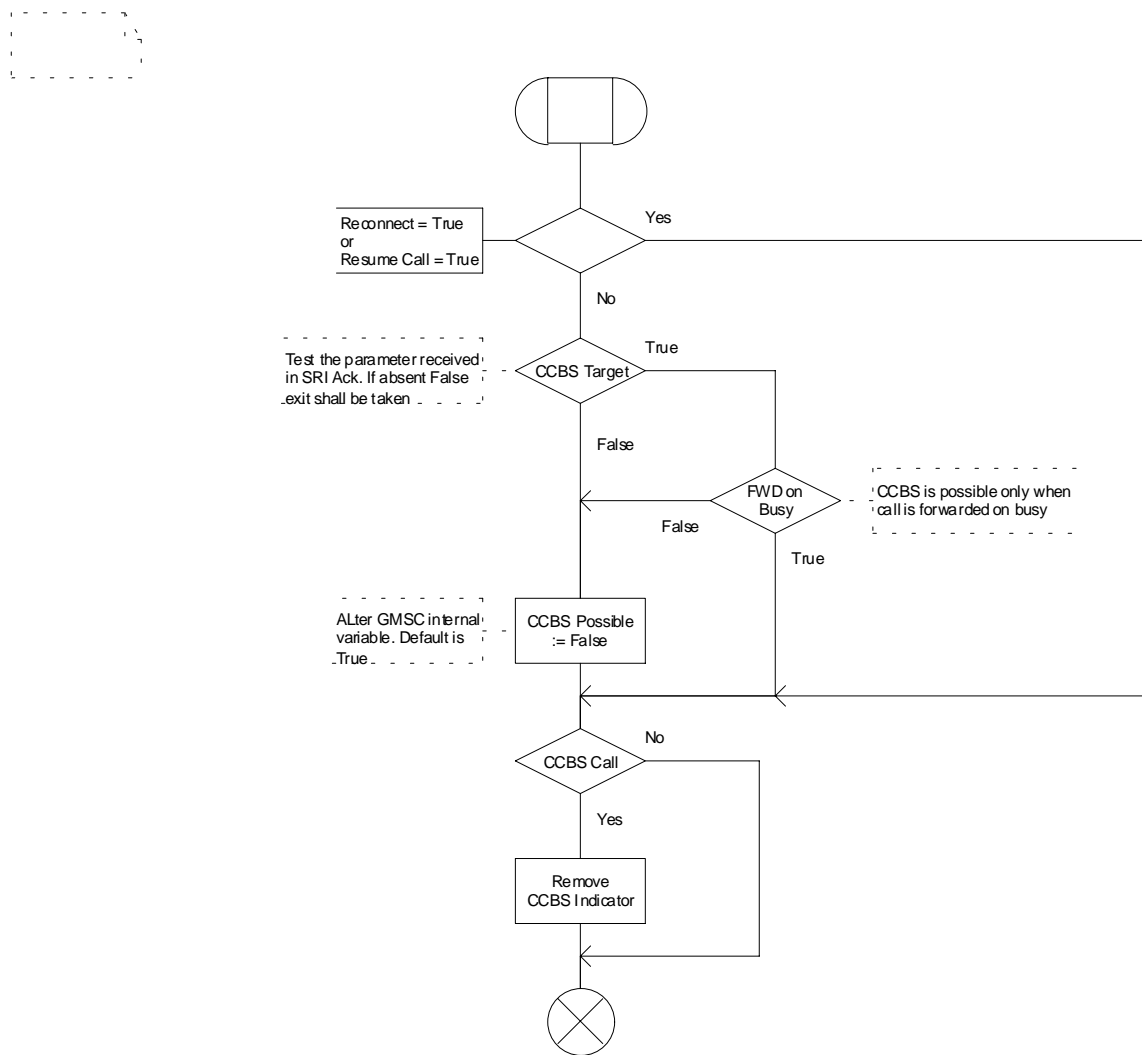 Yes
Reconnect = True
or
Resume Call = True
No
True
Test the parameter received
in SRI Ack. If absent False
exit shall be taken
CCBS Target
False
FWD on
Busy
CCBS is possible only when
call is forwarded on busy
False
True
ALter GMSC internal
variable. Default is
True
CCBS Possible
:= False
No
CCBS Call
Yes
Remove
CCBS Indicator